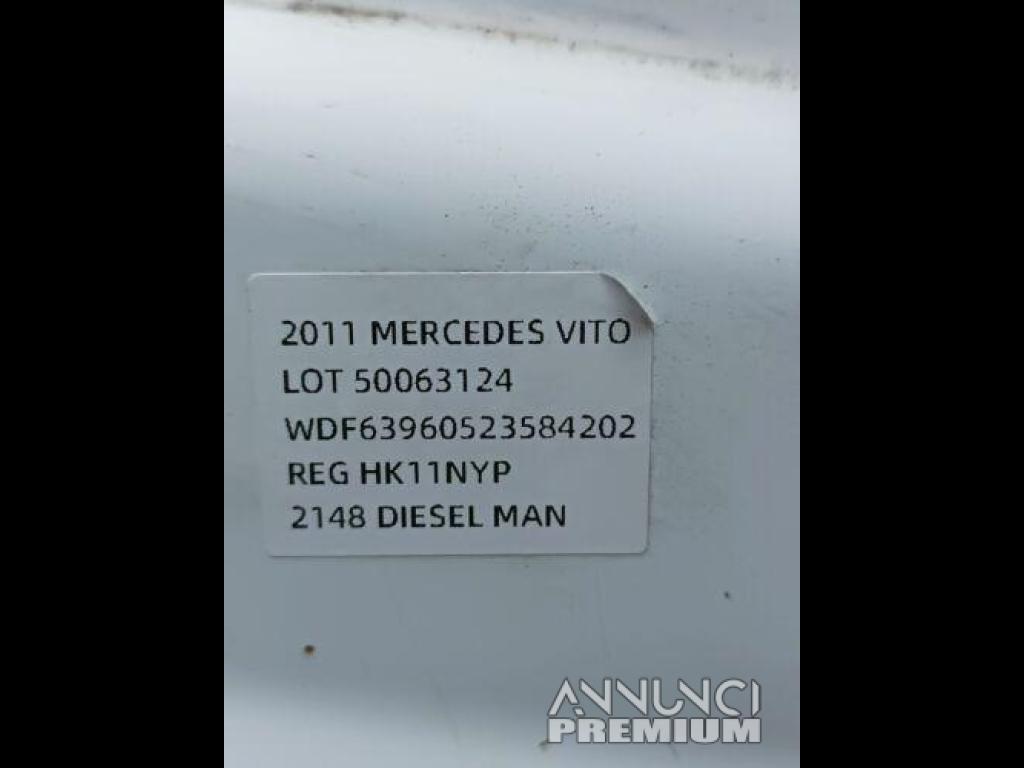 2011 MERCEDES VITO
LOT 50063124
WDF63960523584202
REG HK11NYP
2148 DIESEL MAN
ANNUNCI
PREMIUM